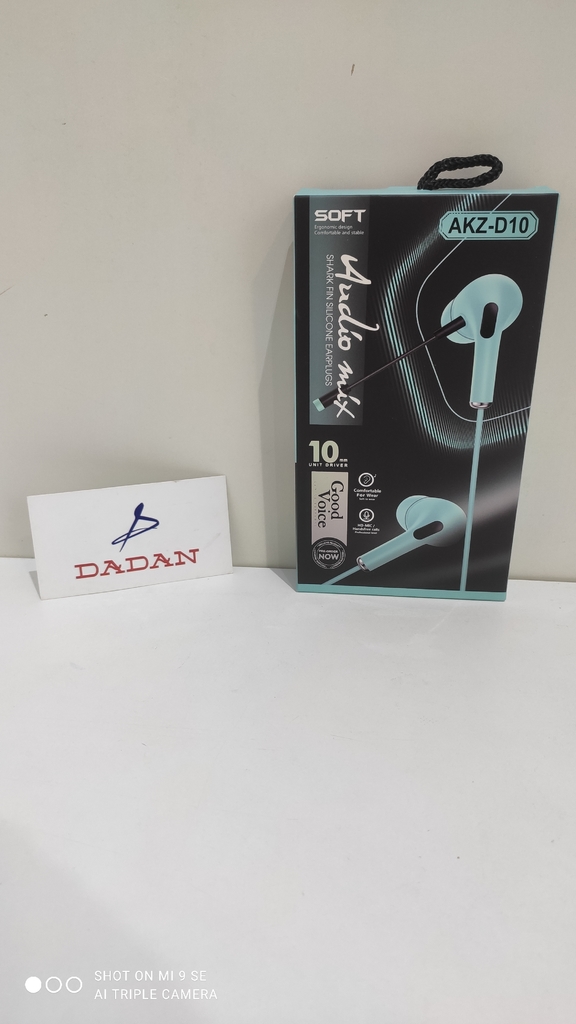 SOFT
Ergonomic design
Comfortable and stable
AKZ-D10
Audio mix
SHARK FIN SILICONE EARPLUGS
10mm
UNIT DRIVER
Good
Voice
Comfortable
For Wear
HD MIC /
Handsfree calls
NOW
DADAN
SHOT ON MI 9 SE
AI TRIPLE CAMERA